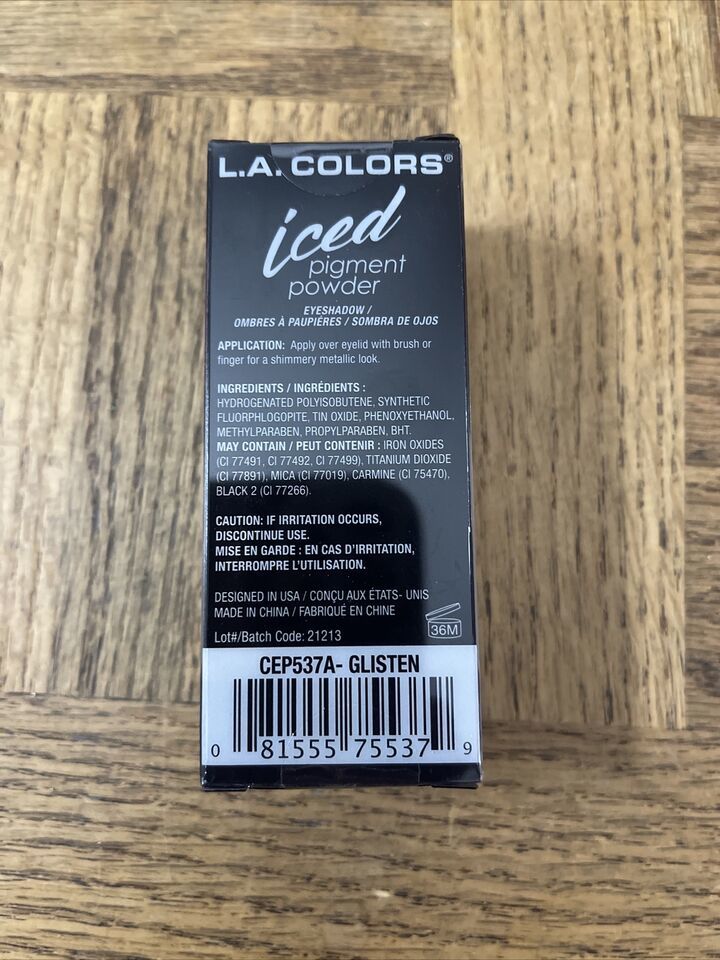 L.A. COLORS®
iced
pigment
powder
EYESHADOW /
OMBRES À PAUPIÉRES / SOMBRA DE OJOS
APPLICATION: Apply over eyelid with brush or
finger for a shimmery metallic look.
INGREDIENTS / INGRÉDIENTS :
HYDROGENATED POLYISOBUTENE, SYNTHETIC
FLUORPHLOGOPITE, TIN OXIDE, PHENOXYETHANOL,
METHYLPARABEN, PROPYLPARABEN, BHT.
MAY CONTAIN / PEUT CONTENIR : IRON OXIDES
(CI 77491, CI 77492, CI 77499), TITANIUM DIOXIDE
(CI 77891), MICA (CI 77019), CARMINE (CI 75470),
BLACK 2 (CI 77266).
CAUTION: IF IRRITATION OCCURS,
DISCONTINUE USE.
MISE EN GARDE : EN CAS D'IRRITATION,
INTERROMPRE L'UTILISATION.
DESIGNED IN USA / CONÇU AUX ÉTATS- UNIS
MADE IN CHINA / FABRIQUÉ EN CHINE
Lot#/Batch Code: 21213
36M
CEP537A- GLISTEN
0 81555 75537 9